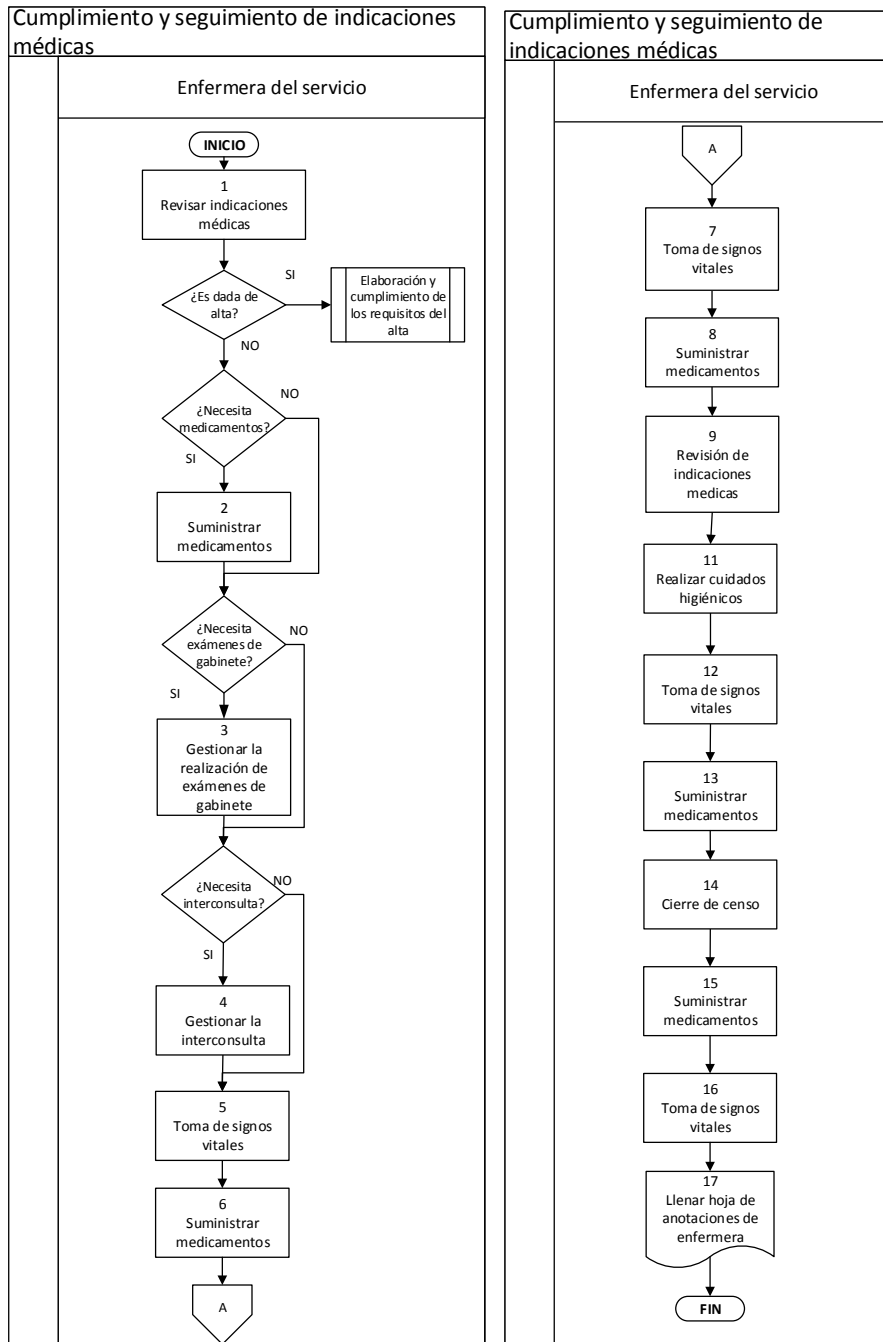 Cumplimiento y seguimiento de indicaciones
médicas
Enfermera del servicio
INICIO
1
Revisar indicaciones
médicas
SI
¿Es dada de
alta?
Elaboración y
cumplimiento de
los requisitos del
alta
NO
NO
¿Necesita
medicamentos?
SI
2
Suministrar
medicamentos
¿Necesita
exámenes de
gabinete?
NO
SI
3
Gestionar la
realización de
exámenes de
gabinete
¿Necesita
interconsulta?
NO
SI
4
Gestionar la
interconsulta
5
Toma de signos
vitales
6
Suministrar
medicamentos
A
Cumplimiento y seguimiento de
indicaciones médicas
Enfermera del servicio
A
7
Toma de signos
vitales
8
Suministrar
medicamentos
9
Revisión de
indicaciones
medicas
11
Realizar cuidados
higiénicos
12
Toma de signos
vitales
13
Suministrar
medicamentos
14
Cierre de censo
15
Suministrar
medicamentos
16
Toma de signos
vitales
17
Llenar hoja de
anotaciones de
enfermera
FIN